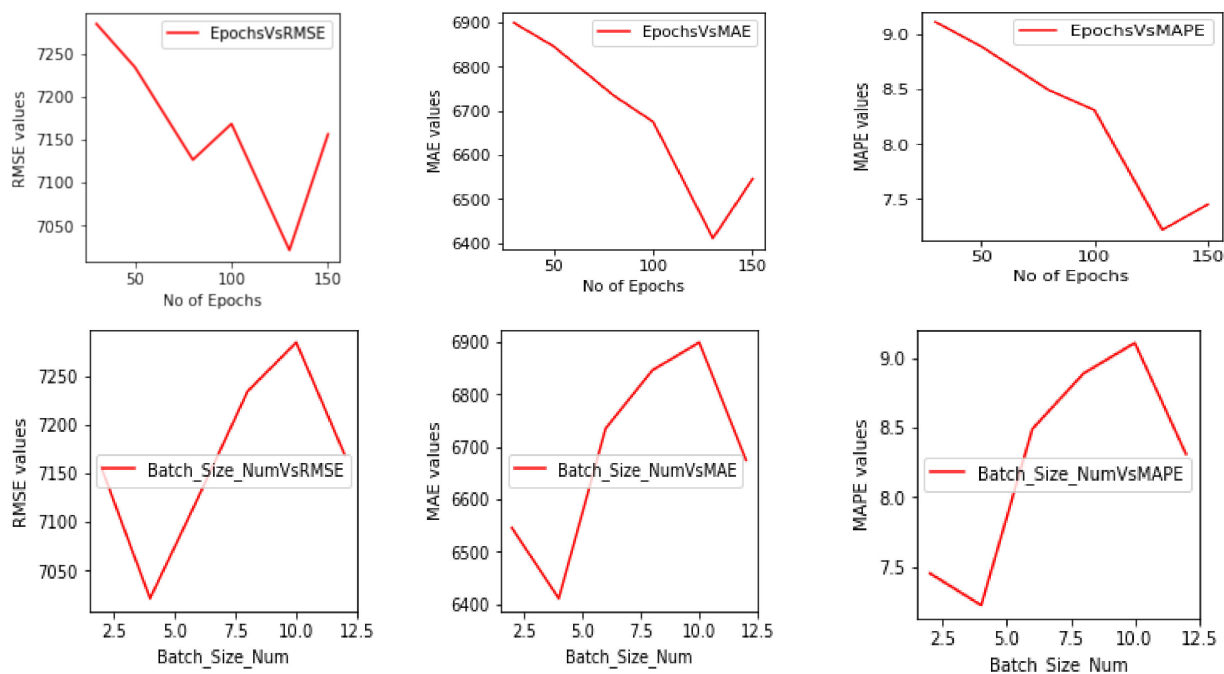 EpochsVsRMSE
7250
7200
7150
7100
7050
RMSE values
50 100 150
No of Epochs
EpochsVsMAE
6900
6800
6700
6600
6500
6400
MAE values
50 100 150
No of Epochs
EpochsVsMAPE
9.0
8.5
8.0
7.5
MAPE values
50 100 150
No of Epochs
7250
7200
7150
7100
7050
RMSE values
Batch_Size_NumVsRMSE
2.5 5.0 7.5 10.0 12.5
Batch_Size_Num
6900
6800
6700
6600
6500
6400
MAE values
Batch_Size_NumVsMAE
2.5 5.0 7.5 10.0 12.5
Batch_Size_Num
9.0
8.5
8.0
7.5
MAPE values
Batch_Size_NumVsMAPE
2.5 5.0 7.5 10.0 12.5
Batch_Size_Num